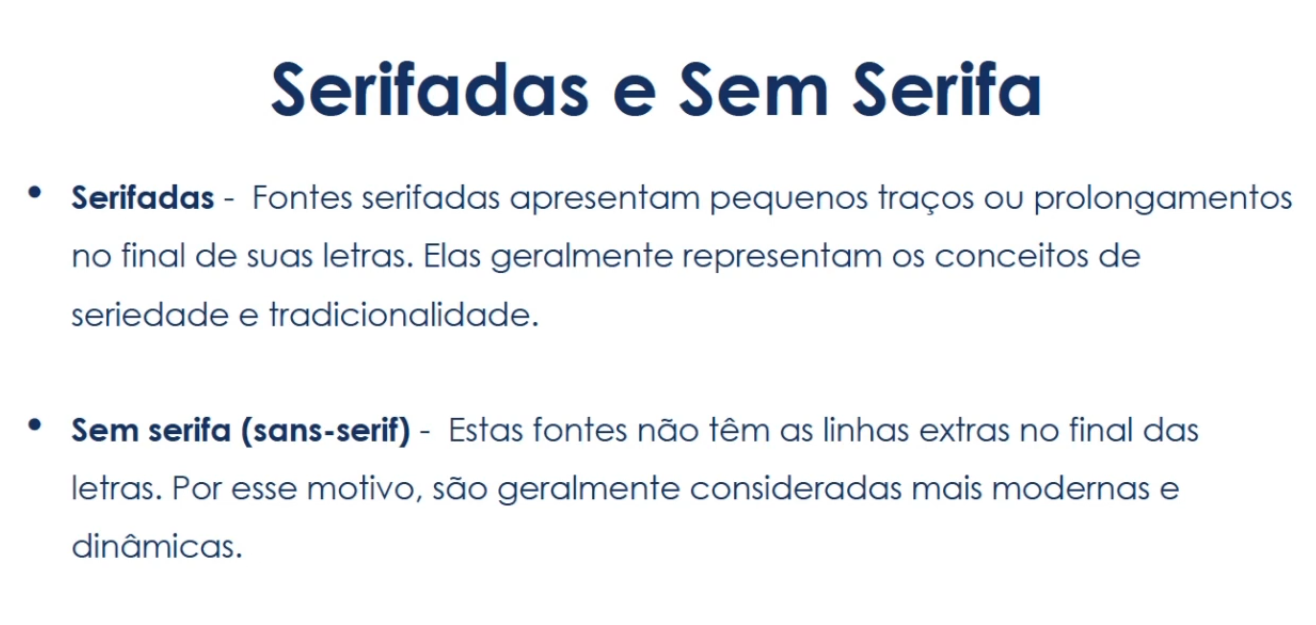 Serifadas e Sem Serifa
• Serifadas - Fontes serifadas apresentam pequenos traços ou prolongamentos
no final de suas letras. Elas geralmente representam os conceitos de
seriedade e tradicionalidade.
• Sem serifa (sans-serif) - Estas fontes não têm as linhas extras no final das
letras. Por esse motivo, são geralmente consideradas mais modernas e
dinâmicas.